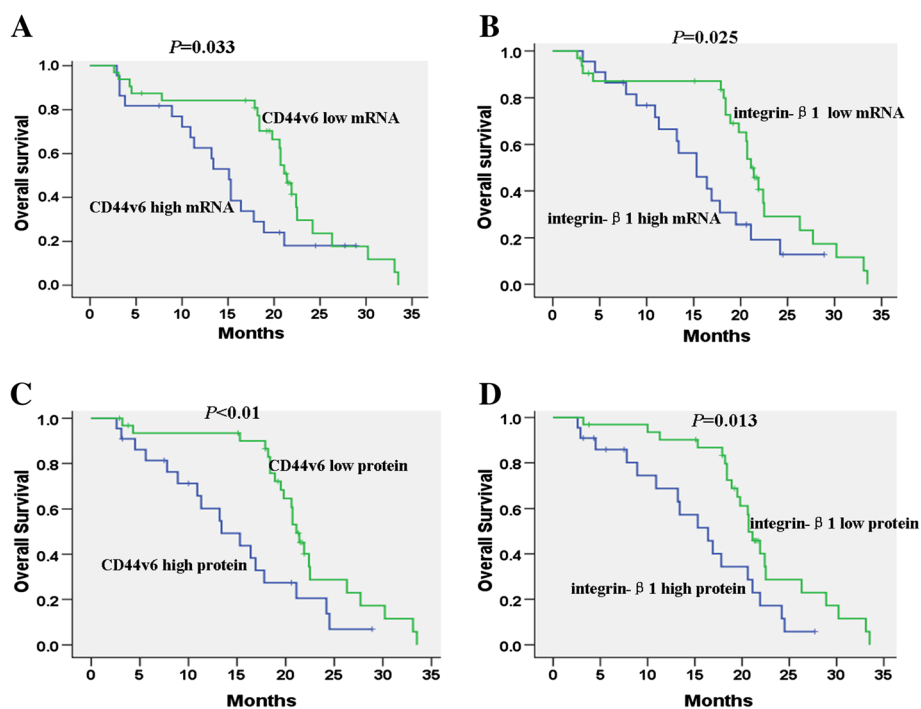 A
P=0.033
1.0
0.8
0.6
0.4
0.2
0.0
Overall survival
CD44v6 low mRNA
CD44v6 high mRNA
0 5 10 15 20 25 30 35
Months
B
P=0.025
1.0
0.8
0.6
0.4
0.2
0.0
Overall survival
integrin-β1 low mRNA
integrin-β1 high mRNA
0 5 10 15 20 25 30 35
Months
C
P<0.01
1.0
0.8
0.6
0.4
0.2
0.0
Overall Survival
CD44v6 low protein
CD44v6 high protein
0 5 10 15 20 25 30 35
Months
D
P=0.013
1.0
0.8
0.6
0.4
0.2
0.0
Overall Survival
integrin-β1 low protein
integrin-β1 high protein
0 5 10 15 20 25 30 35
Months